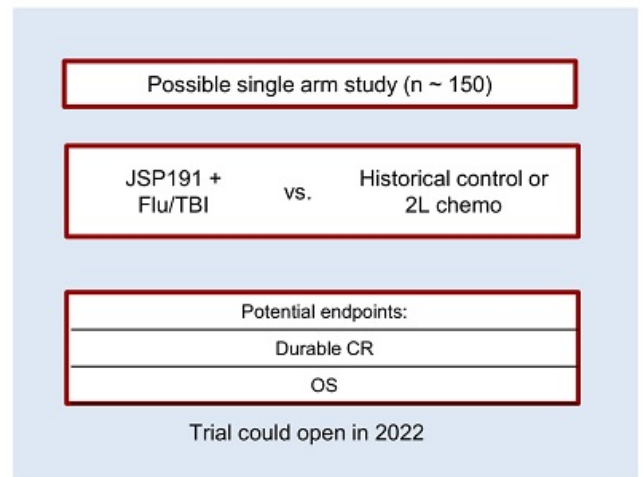 Possible single arm study (n ~ 150)
JSP191 + Flu/TBI vs. Historical control or 2L chemo
Potential endpoints:
Durable CR
OS
Trial could open in 2022